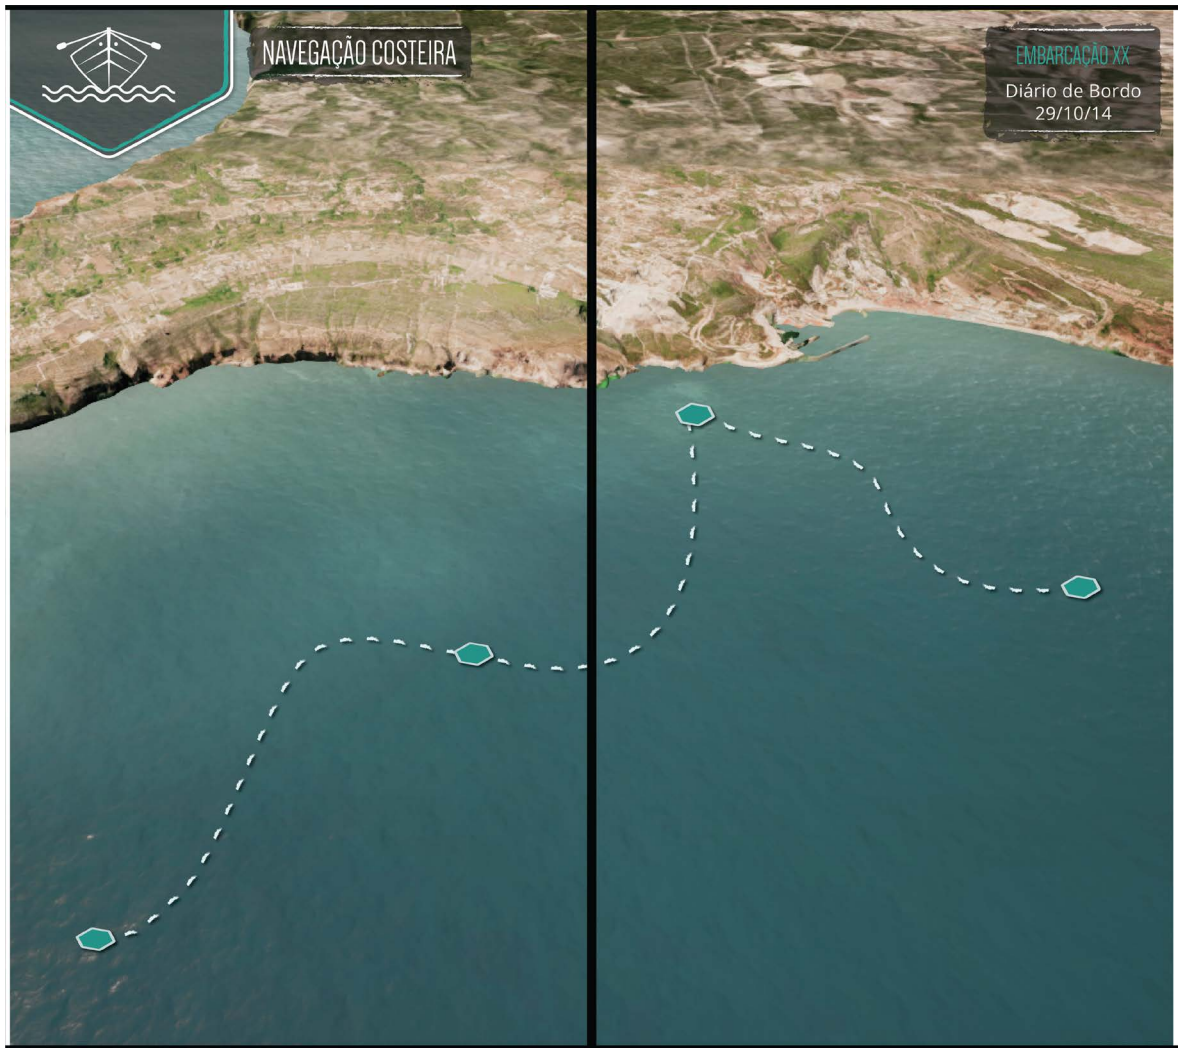 NAVEGAÇÃO COSTEIRA
EMBARCAÇÃO XX
Diário de Bordo
29/10/14